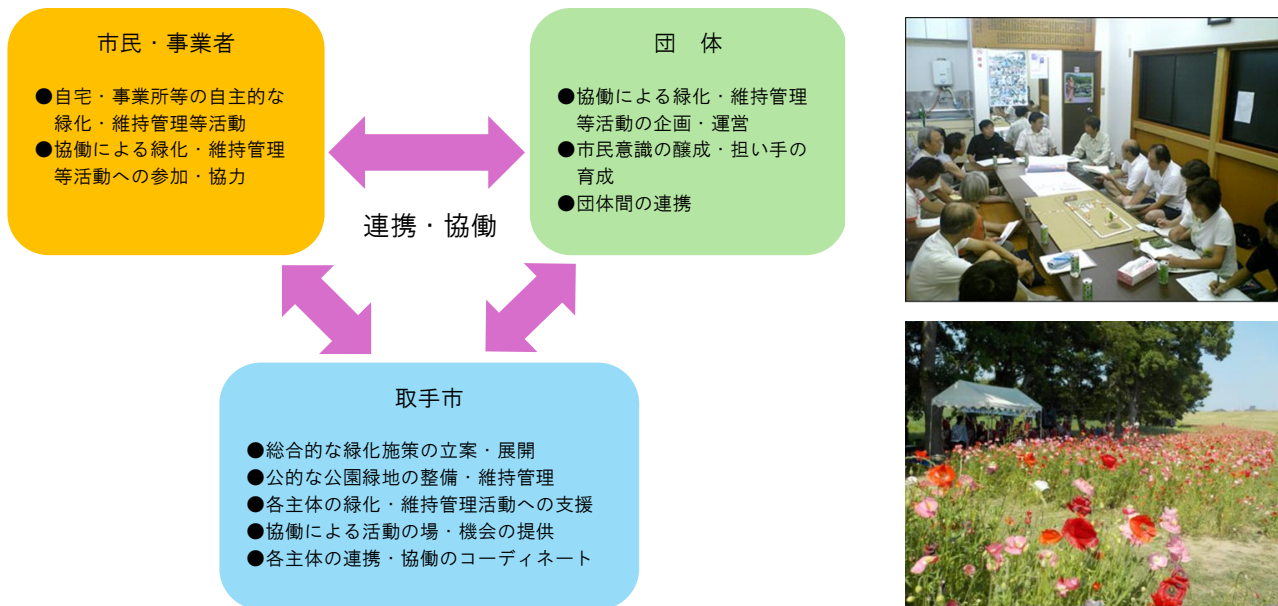 市民・事業者
●自宅・事業所等の自主的な
緑化・維持管理等活動
●協働による緑化・維持管理
等活動への参加・協力
団　体
●協働による緑化・維持管理
等活動の企画・運営
●市民意識の醸成・担い手の
育成
●団体間の連携
連携・協働
取手市
●総合的な緑化施策の立案・展開
●公的な公園緑地の整備・維持管理
●各主体の緑化・維持管理活動への支援
●協働による活動の場・機会の提供
●各主体の連携・協働のコーディネート